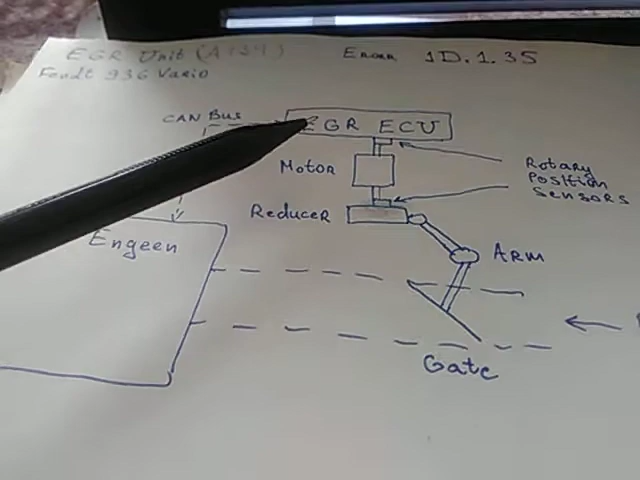 EGR Unit (A134) Error 1D.1.35
Fendt 936 Vario
CAN Bus
EGR ECU
Motor
Rotary
Position
Sensors
Reducer
Engeen
ARM
Gate